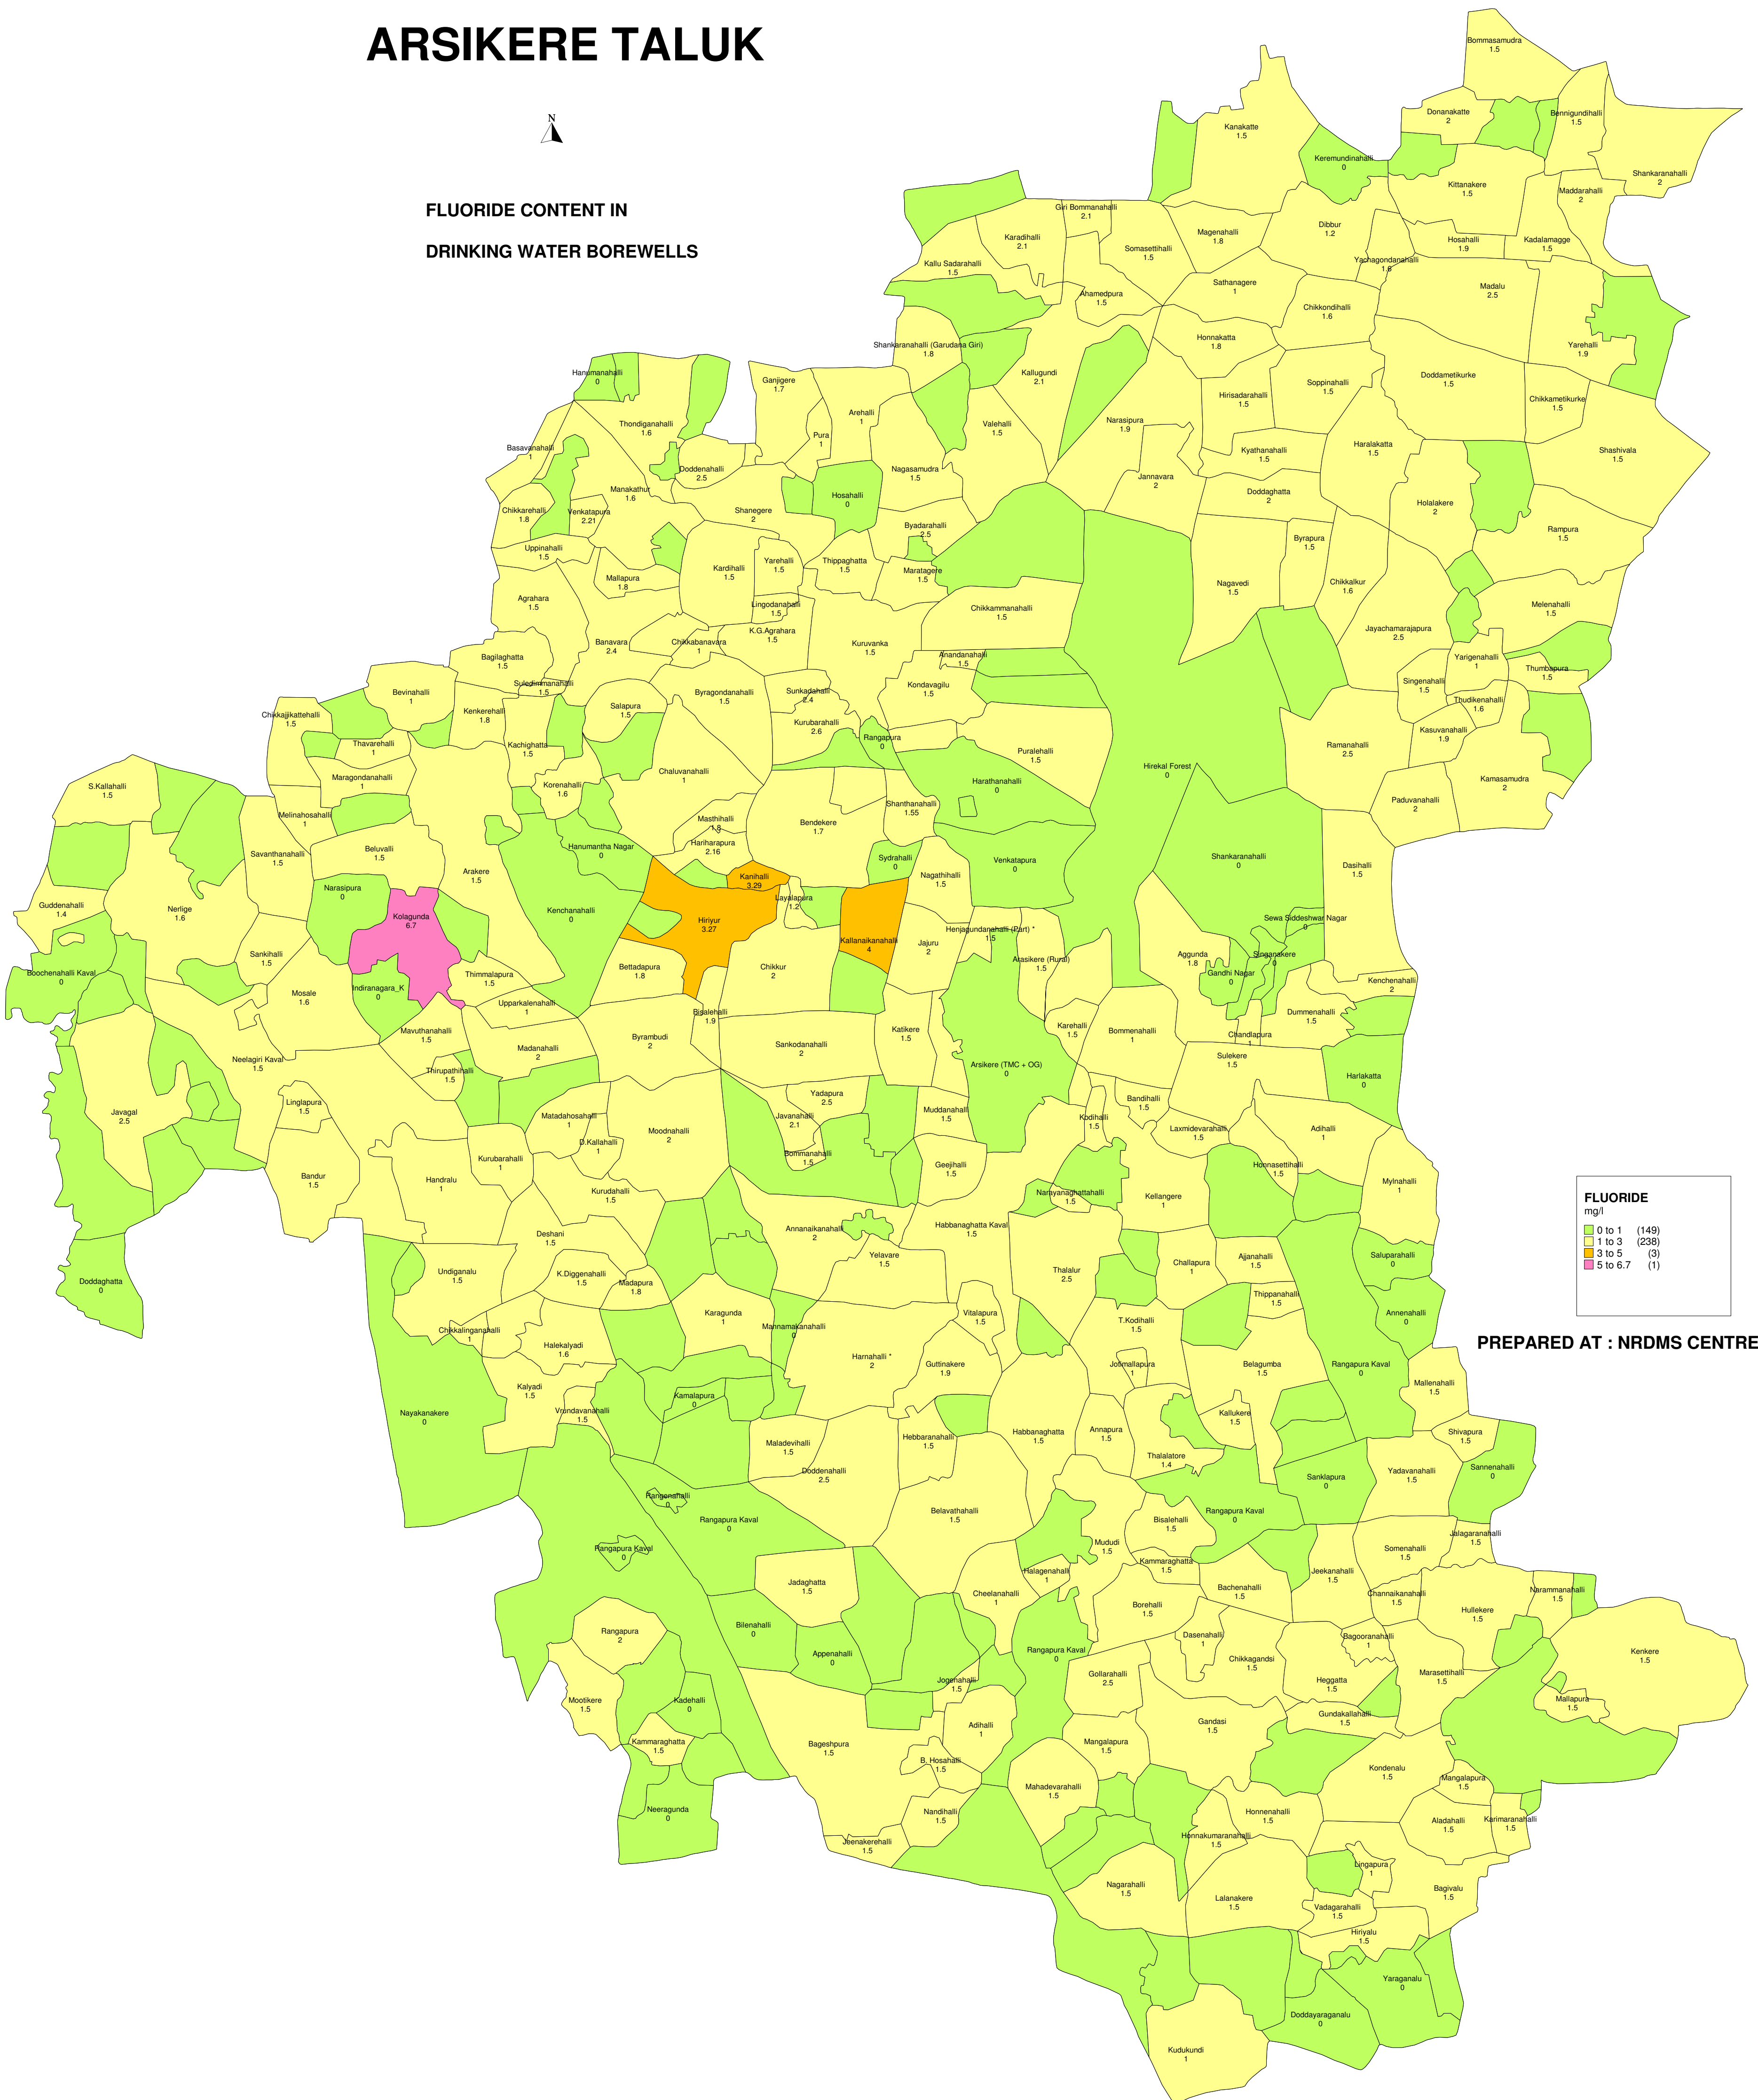 ARSIKERE TALUK
N
FLUORIDE CONTENT IN
DRINKING WATER BOREWELLS
Bommasamudra
1.5
Donanakatte
2
Bennigundihalli
1.5
Kanakatte
1.5
Keremundinahalli
0
Shankaranahalli
2
Kittanakere
1.5
Maddarahalli
2
Giri Bommanahalli
2.1
Karadihalli
2.1
Somasettihalli
1.5
Magenahalli
1.8
Dibbur
1.2
Hosahalli
1.9
Kadalamagge
1.5
Kallu Sadarahalli
1.5
Yachagondanahalli
1.6
Sathanagere
1
Ahamedpura
1.5
Madalu
2.5
Chikkondihalli
1.6
Honnakatta
1.8
Shankaranahalli (Garudana Giri)
1.8
Yarehalli
1.9
Hanumanahalli
0
Ganjigere
1.7
Kallugundi
2.1
Soppinahalli
1.5
Doddametikurke
1.5
Hirisadarahalli
1.5
Chikkametikurke
1.5
Arehalli
1
Thondiganahalli
1.6
Pura
1
Valehalli
1.5
Narasipura
1.9
Haralakatta
1.5
Basavanahalli
1
Kyathanahalli
1.5
Shashivala
1.5
Doddenahalli
2.5
Nagasamudra
1.5
Jannavara
2
Manakathur
1.6
Hosahalli
0
Doddaghatta
2
Holalakere
2
Chikkarehalli
1.8
Venkatapura
2.21
Shanegere
2
Byadarahalli
2.5
Rampura
1.5
Byrapura
1.5
Uppinahalli
1.5
Kardihalli
1.5
Yarehalli
1.5
Thippaghatta
1.5
Maratagere
1.5
Mallapura
1.8
Nagavedi
1.5
Chikkalkur
1.6
Agrahara
1.5
Lingodanahalli
1.5
Chikkammanahalli
1.5
Melenahalli
1.5
K.G.Agrahara
1.5
Jayachamarajapura
2.5
Banavara
2.4
Chikkabanavara
1
Kuruvanka
1.5
Bagilaghatta
1.5
Anandanahalli
1.5
Yarigenahalli
1
Thumbapura
1.5
Suledimmanahalli
1.5
Kondavagilu
1.5
Singenahalli
1.5
Bevinahalli
1
Byragondanahalli
1.5
Sunkadahalli
2.4
Thudikenahalli
1.6
Salapura
1.5
Kenkerehalli
1.8
Chikkajjikattehalli
1.5
Kurubarahalli
2.6
Kasuvanahalli
1.9
Rangapura
0
Thavarehalli
1
Kachighatta
1.5
Puralehalli
1.5
Ramanahalli
2.5
Hirekal Forest
0
Chaluvanahalli
1
Maragondanahalli
1
Kamasamudra
2
Harathanahalli
0
S.Kallahalli
1.5
Korenahalli
1.6
Paduvanahalli
2
Shanthanahalli
1.55
Melinahosahalli
1
Masthihalli
1.8
Bendekere
1.7
Hariharapura
2.16
Hanumantha Nagar
0
Beluvalli
1.5
Savanthanahalli
1.5
Sydrahalli
0
Venkatapura
0
Shankaranahalli
0
Dasihalli
1.5
Arakere
1.5
Kanihalli
3.29
Nagathihalli
1.5
Narasipura
0
Layalapura
1.2
Guddenahalli
1.4
Nerlige
1.6
Kenchanahalli
0
Kolagunda
6.7
Hiriyur
3.27
Sewa Siddeshwar Nagar
0
Henjagundanahalli (Part) *
1.5
Kallanaikanahalli
4
Jajuru
2
Sankihalli
1.5
Aggunda
1.8
Singanakere
0
Arasikere (Rural)
1.5
Bettadapura
1.8
Chikkur
2
Boochenahalli Kaval
0
Thimmalapura
1.5
Gandhi Nagar
0
Kenchenahalli
2
Indiranagara_K
0
Mosale
1.6
Upparkalenahalli
1
Bisalehalli
1.9
Dummenahalli
1.5
Mavuthanahalli
1.5
Katikere
1.5
Karehalli
1.5
Bommenahalli
1
Chandlapura
1
Byrambudi
2
Madanahalli
2
Sankodanahalli
2
Neelagiri Kaval
1.5
Sulekere
1.5
Thirupathihalli
1.5
Arsikere (TMC + OG)
0
Harlakatta
0
Yadapura
2.5
Linglapura
1.5
Bandihalli
1.5
Javagal
2.5
Muddanahalli
1.5
Matadahosahalli
1
Javanahalli
2.1
Kodihalli
1.5
Moodnahalli
2
Laxmidevarahalli
1.5
Adihalli
1
D.Kallahalli
1
Bommanahalli
1.5
Kurubarahalli
1
Geejihalli
1.5
Honnasettihalli
1.5
Bandur
1.5
Handralu
1
Mylnahalli
1
Kurudahalli
1.5
Narayanaghattahalli
1.5
Kellangere
1
FLUORIDE
mg/l
0 to 1 (149)
1 to 3 (238)
3 to 5 (3)
5 to 6.7 (1)
Annanaikanahalli
2
Habbanaghatta Kaval
1.5
Deshani
1.5
Yelavare
1.5
Ajjanahalli
1.5
Saluparahalli
0
Challapura
1
Undiganalu
1.5
K.Diggenahalli
1.5
Thalalur
2.5
Doddaghatta
0
Madapura
1.8
Thippanahalli
1.5
Karagunda
1
Vitalapura
1.5
Annenahalli
0
T.Kodihalli
1.5
Mannamakanahalli
0
Chikkalinganahalli
1
PREPARED AT : NRDMS CENTRE
Halekalyadi
1.6
Harnahalli *
2
Guttinakere
1.9
Jotimallapura
1
Belagumba
1.5
Rangapura Kaval
0
Mallenahalli
1.5
Kalyadi
1.5
Kamalapura
0
Nayakanakere
0
Vrundavanahalli
1.5
Kallukere
1.5
Hebbaranahalli
1.5
Habbanaghatta
1.5
Annapura
1.5
Shivapura
1.5
Maladevihalli
1.5
Thalalatore
1.4
Doddenahalli
2.5
Yadavanahalli
1.5
Sannenahalli
0
Sanklapura
0
Rangenahalli
0
Belavathahalli
1.5
Rangapura Kaval
0
Rangapura Kaval
0
Bisalehalli
1.5
Jalagaranahalli
1.5
Mududi
1.5
Rangapura Kaval
0
Somenahalli
1.5
Kammaraghatta
1.5
Halagenahalli
1
Jeekanahalli
1.5
Jadaghatta
1.5
Bachenahalli
1.5
Cheelanahalli
1
Channaikanahalli
1.5
Narammanahalli
1.5
Borehalli
1.5
Hullekere
1.5
Bilenahalli
0
Rangapura
2
Dasenahalli
1
Bagooranahalli
1
Rangapura Kaval
0
Kenkere
1.5
Appenahalli
0
Chikkagandsi
1.5
Gollarahalli
2.5
Marasettihalli
1.5
Jogenahalli
1.5
Heggatta
1.5
Mootikere
1.5
Kadehalli
0
Mallapura
1.5
Gundakallahalli
1.5
Gandasi
1.5
Adihalli
1
Kammaraghatta
1.5
Bageshpura
1.5
Mangalapura
1.5
B. Hosahalli
1.5
Kondenalu
1.5
Mangalapura
1.5
Mahadevarahalli
1.5
Neeragunda
0
Nandihalli
1.5
Honnenahalli
1.5
Aladahalli
1.5
Karimaranahalli
1.5
Honnakumaranahalli
1.5
Jeenakerehalli
1.5
Lingapura
1
Nagarahalli
1.5
Bagivalu
1.5
Lalanakere
1.5
Vadagarahalli
1.5
Hiriyalu
1.5
Yaraganalu
0
Doddayaraganalu
0
Kudukundi
1